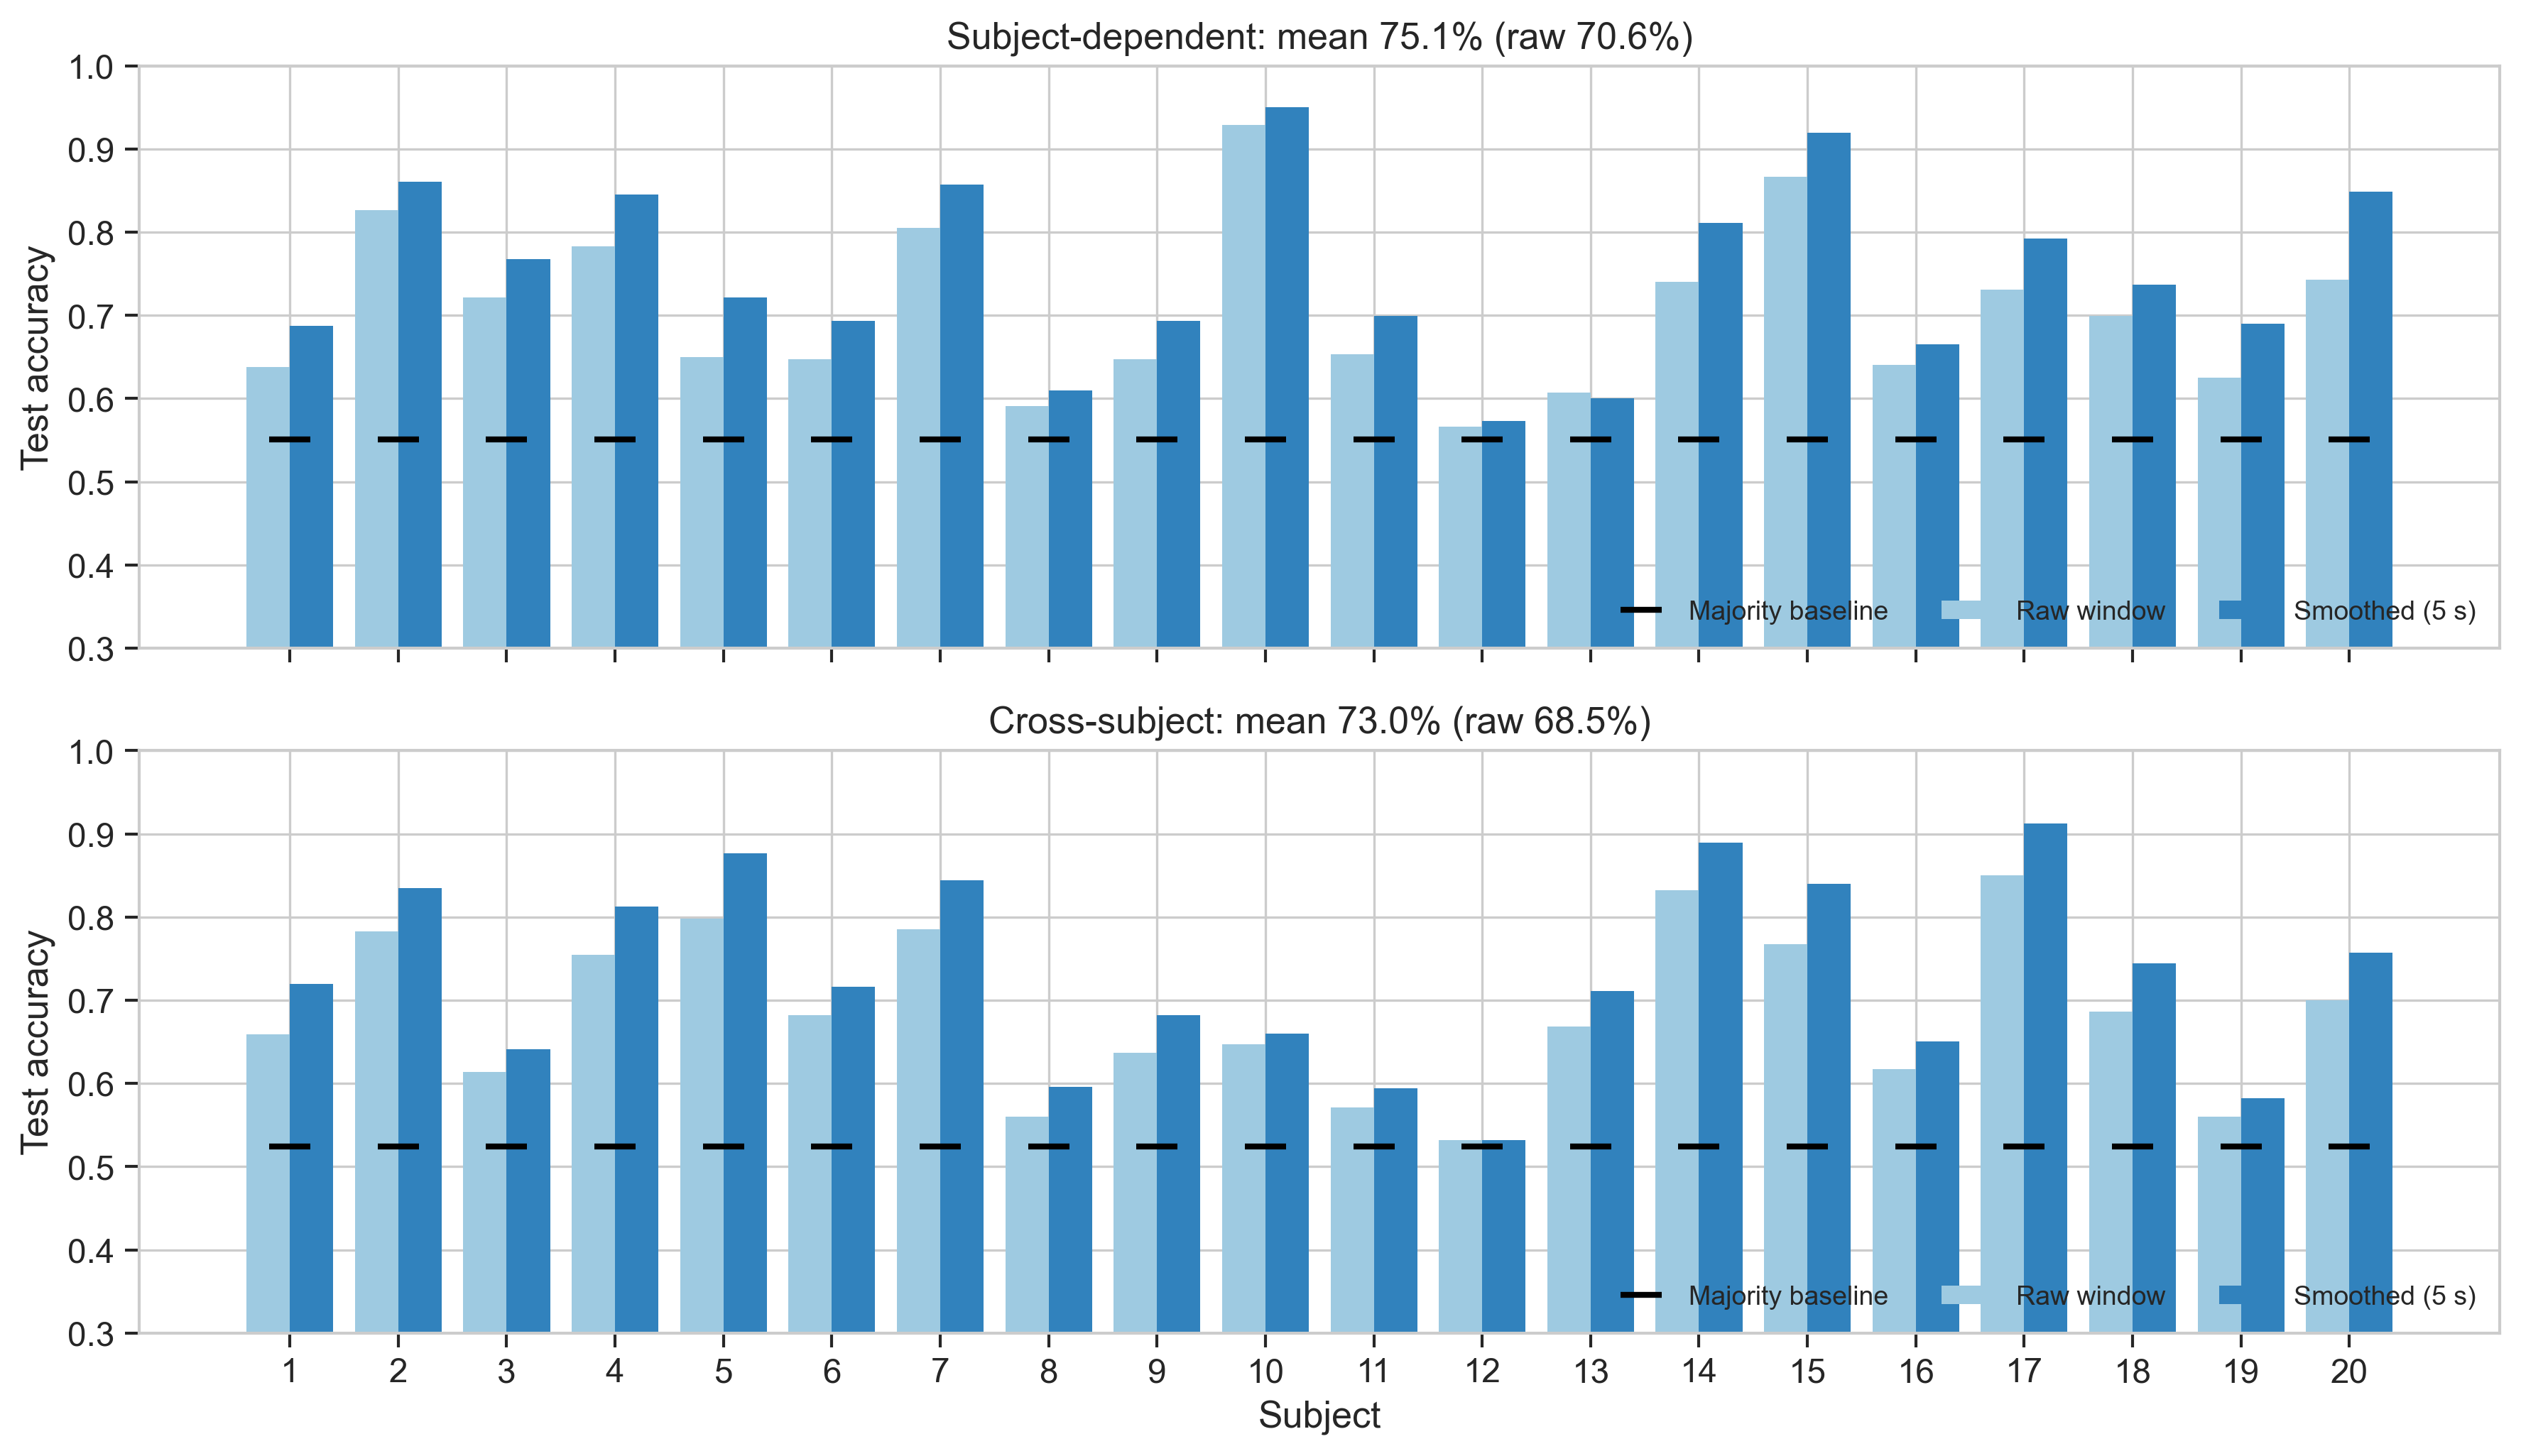 Subject-dependent: mean 75.1% (raw 70.6%)
1.0
0.9
0.8
0.7
0.6
0.5
0.4
0.3
Test accuracy
Majority baseline Raw window Smoothed (5 s)
Cross-subject: mean 73.0% (raw 68.5%)
1.0
0.9
0.8
0.7
0.6
0.5
0.4
0.3
Test accuracy
Majority baseline Raw window Smoothed (5 s)
1 2 3 4 5 6 7 8 9 10 11 12 13 14 15 16 17 18 19 20
Subject